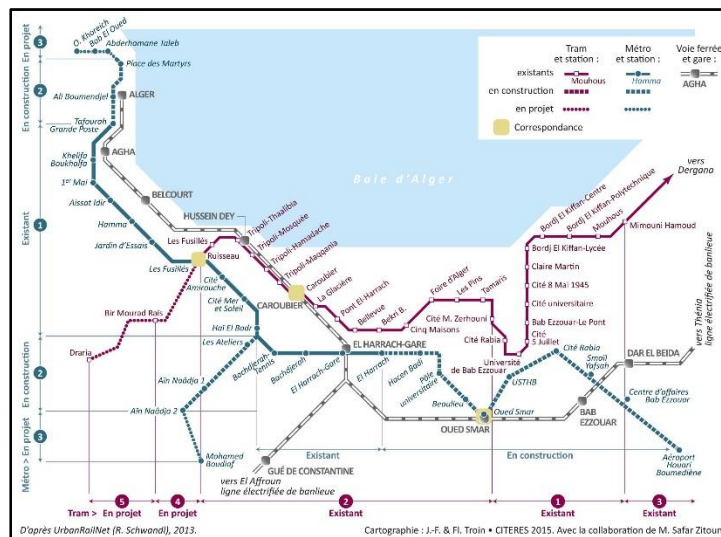 Métro > En projet
3
En construction
2
Existant
1
En construction
2
En projet
3
O. Khoreich
Bab El Oued
Abderhamane Taleb
Place des Martyrs
Ali Boumendjel
ALGER
Tafourah
Grande Poste
AGHA
Khelifa
Boukhalfa
1er Mai
BELCOURT
Aïssat Idir
Hamma
HUSSEIN DEY
Jardin d'Essais
Les Fusillés
Les Fusillés
Ruisseau
Tripoli-Thaalibia
Tripoli-Mosquée
Tripoli-Hamadache
Tripoli-Maqqaria
Caroubier
CAROUBIER
La Glacière
Pont El-Harrach
Bellevue
Bekri B.
Cinq Maisons
Foire d'Alger
Les Pins
Tamaris
Cité M. Zerhouni
Cité Rabia
Université
de Bab Ezzouar
Cité
5 Juillet
Bab Ezzouar-Le Pont
Cité universitaire
Cité 8 Mai 1945
Claire Martin
Bordj El Kiffan-Lycée
Bordj El Kiffan-Centre
Bordj El Kiffan-Polytechnique
Mouhous
Mimouni Hamoud
vers
Dergana
Baie d'Alger
Tram
et station :
Métro
et station :
Voie ferrée
et gare :
existants
Mouhous
Hamma
AGHA
en construction
en projet
Correspondance
Bir Mourad Raïs
Draria
Cité
Amirouche
Cité Mer
et Soleil
Haï El Badr
Les Ateliers
Aïn Naâdja 1
Aïn Naâdja 2
Mohamed
Boudiaf
Bachdjerah-
Tennis
Bachdjerah
El Harrach-Gare
EL HARRACH-GARE
El Harrach
Hacen Badi
Pôle
universitaire
Beaulieu
Oued Smar
OUED SMAR
USTHB
Cité Rabia
Smaïl
Yafsah
Centre d'affaires
Bab Ezzouar
BAB
EZZOUAR
DAR EL BEIDA
vers Thénia
ligne électrifiée de banlieue
Aéroport
Houari
Boumediène
GUÉ DE CONSTANTINE
vers El Affroun
ligne électrifiée de banlieue
Existant
En construction
5
4
2
1
3
Tram > En projet
En projet
Existant
Existant
Existant
D'après UrbanRailNet (R. Schwandl), 2013.
Cartographie : J.-F. & Fl. Troin • CITERES 2015. Avec la collaboration de M. Safar Zitoun